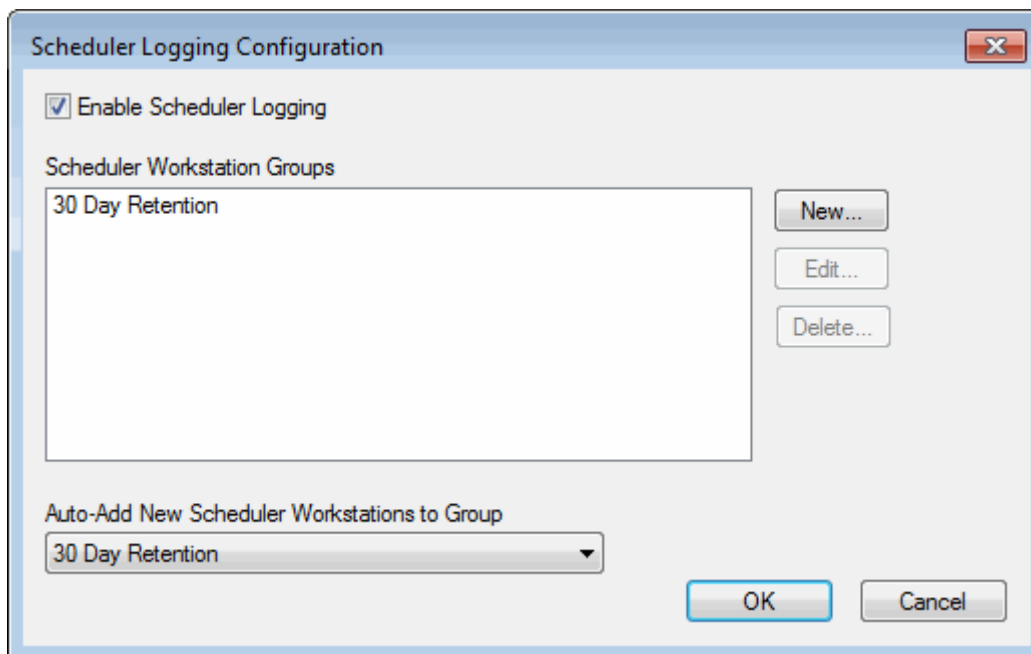 Scheduler Logging Configuration
Enable Scheduler Logging
Scheduler Workstation Groups
30 Day Retention
New...
Edit...
Delete...
Auto-Add New Scheduler Workstations to Group
30 Day Retention
OK
Cancel